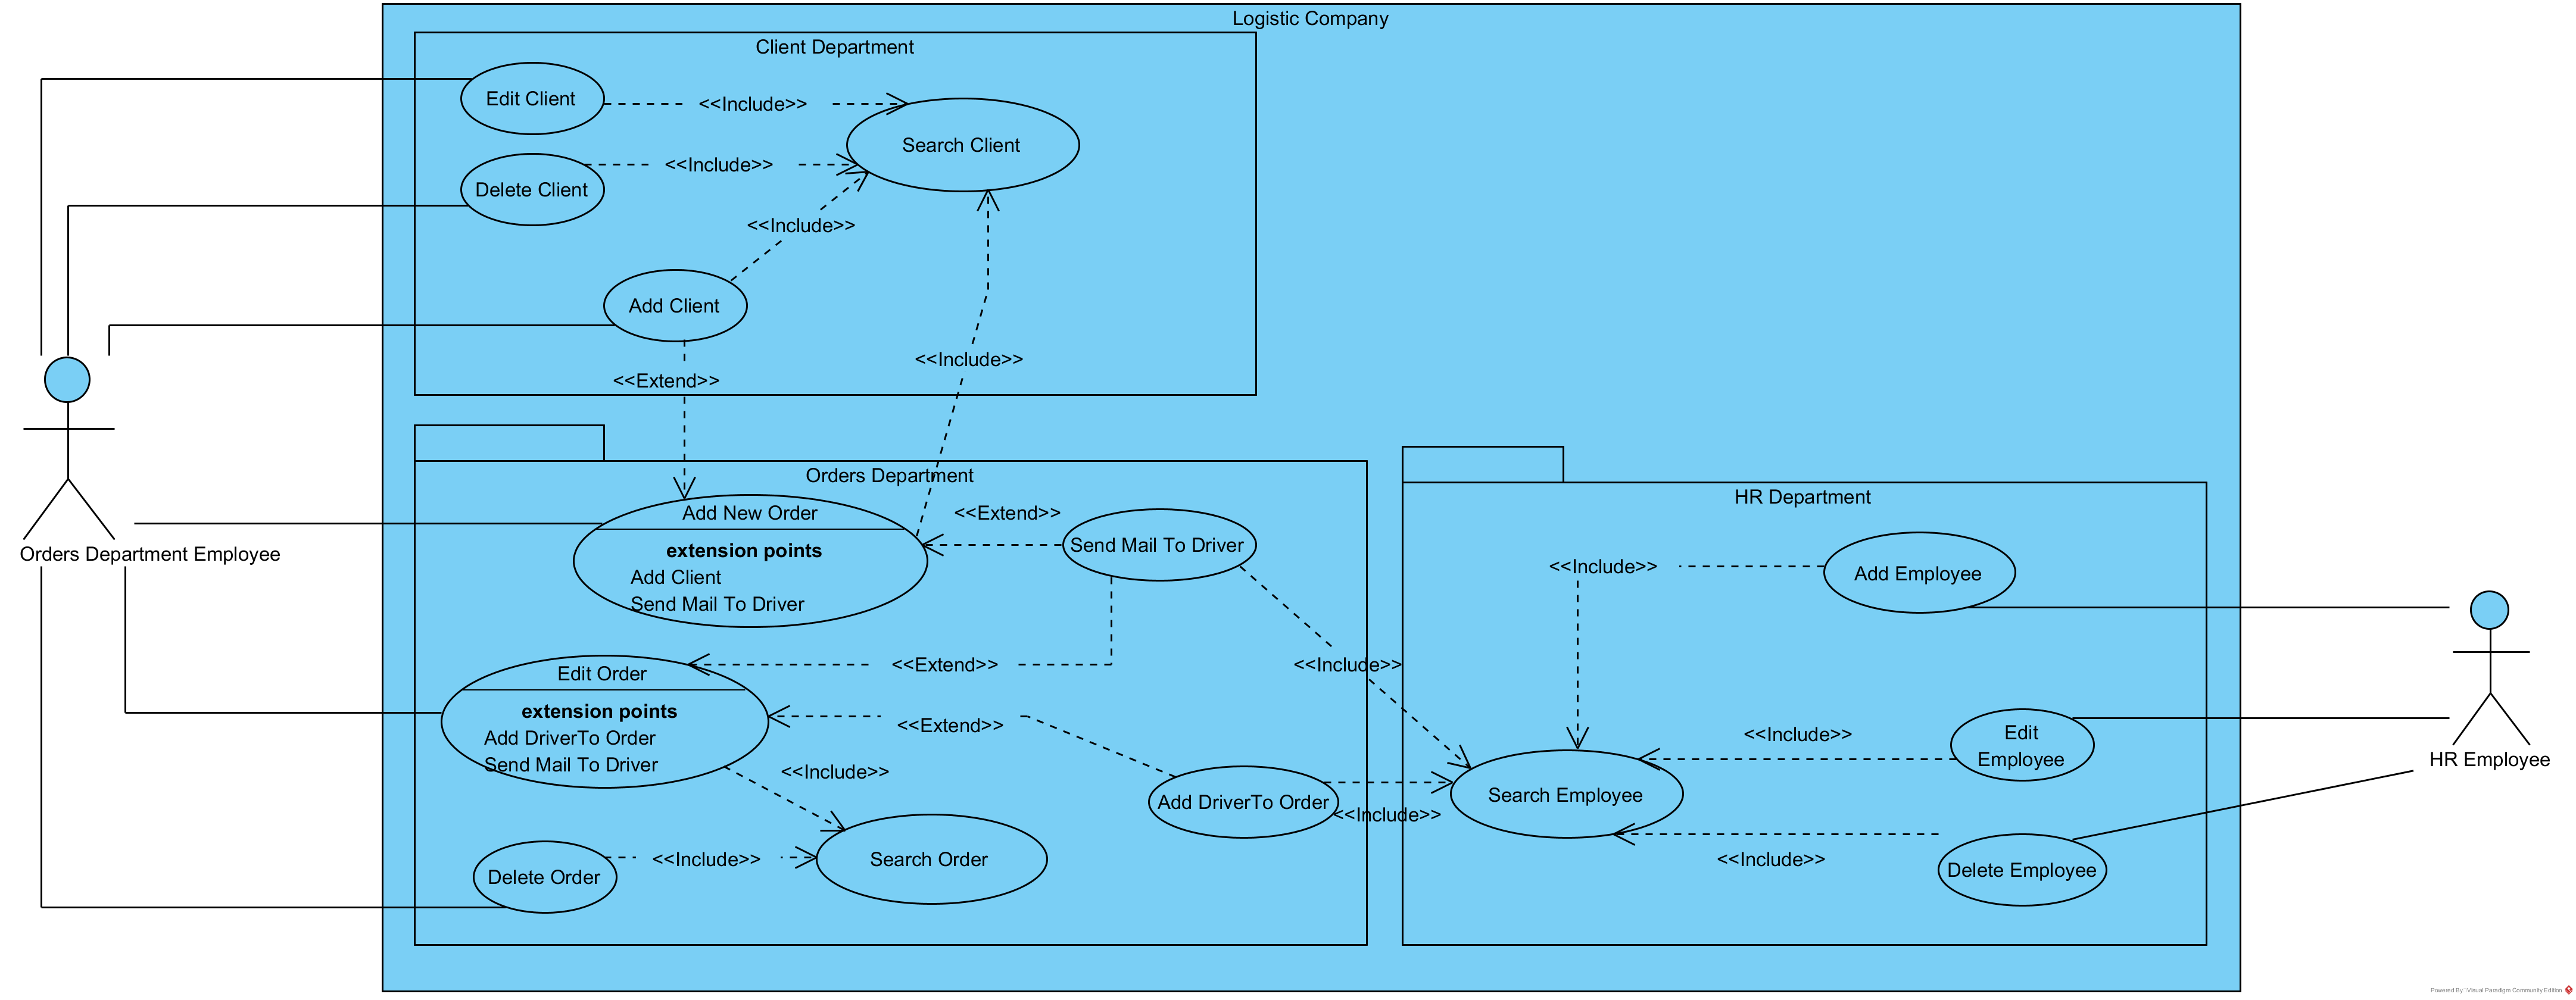 Logistic Company
Client Department
Edit Client
<<Include>>
Search Client
Delete Client
<<Include>>
<<Include>>
Add Client
<<Extend>>
<<Include>>
Orders Department Employee
Orders Department
Add New Order
extension points
Add Client
Send Mail To Driver
<<Extend>>
Send Mail To Driver
Edit Order
extension points
Add DriverTo Order
Send Mail To Driver
<<Extend>>
<<Extend>>
<<Include>>
<<Include>>
Add DriverTo Order
<<Include>>
Delete Order
<<Include>>
Search Order
HR Department
<<Include>>
Add Employee
<<Include>>
Edit
Employee
Search Employee
<<Include>>
Delete Employee
HR Employee
Powered By Visual Paradigm Community Edition